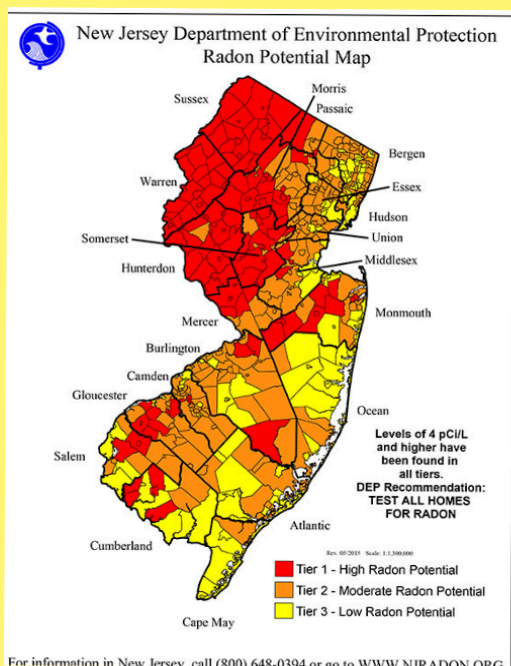 New Jersey Department of Environmental Protection
Radon Potential Map
Morris
Sussex
Passaic
Bergen
Warren
Essex
Hudson
Somerset
Union
Hunterdon
Middlesex
Mercer
Monmouth
Burlington
Camden
Gloucester
Ocean
Salem
Levels of 4 pCi/L
and higher have
been found in
all tiers.
DEP Recommendation:
TEST ALL HOMES
FOR RADON
Atlantic
Cumberland
Rev. 05/2015 Scale: 1:1,300,000
Tier 1 - High Radon Potential
Tier 2 - Moderate Radon Potential
Tier 3 - Low Radon Potential
Cape May
For information in New Jersey, call (800) 648-0394 or go to WWW.NJRADON.ORG